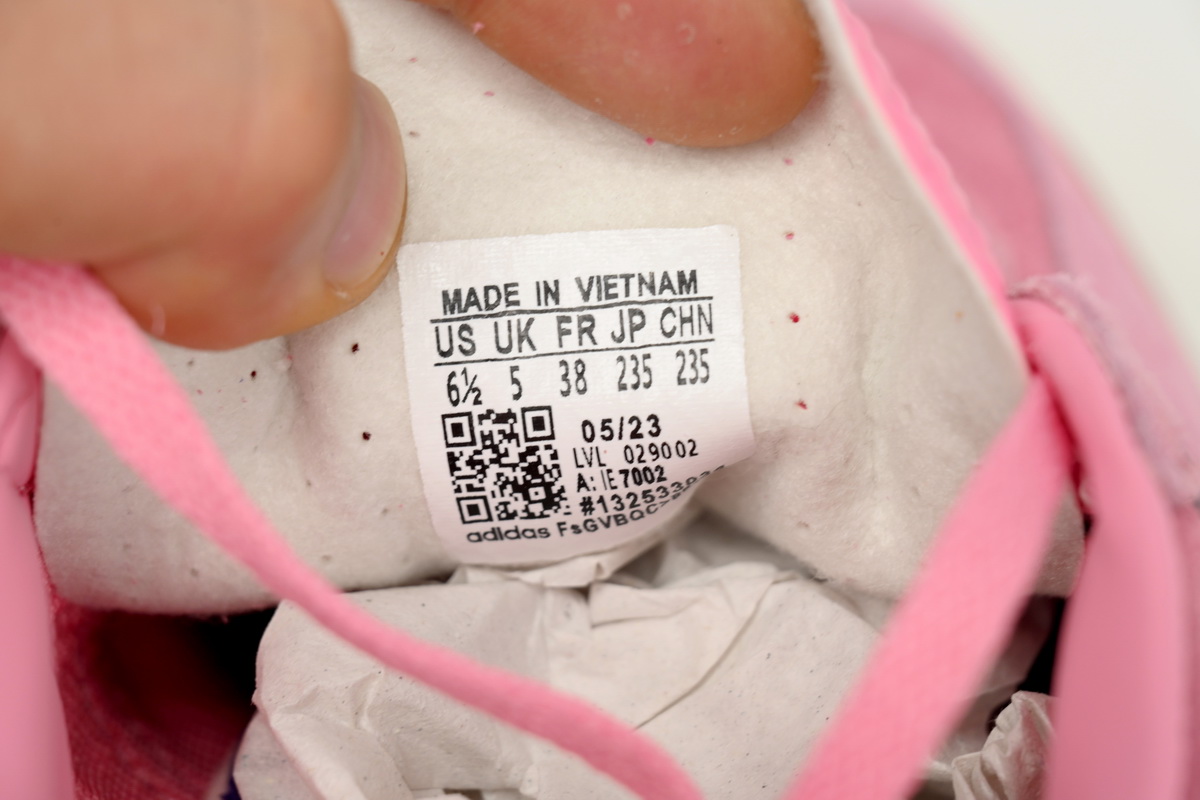 MADE IN VIETNAM
US UK FR JP CHN
6½ 5 38 235 235
05/23
LVL 029002
A: IE7002
adidas